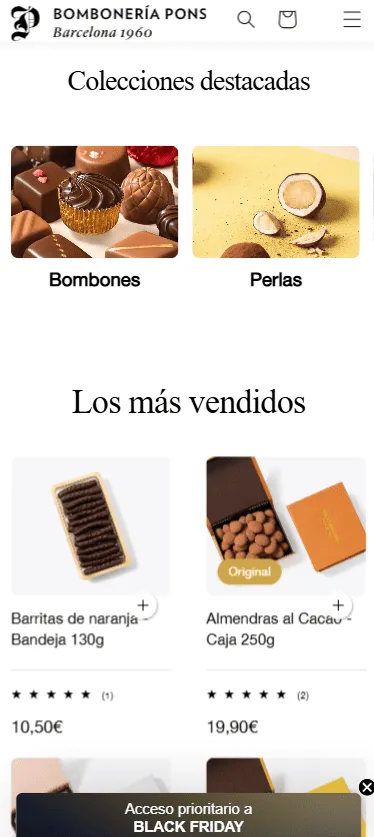 BOMBONERÍA PONS
Barcelona 1960
Colecciones destacadas
Bombones
Perlas
Los más vendidos
Original
Barritas de naranja -
Bandeja 130g
Almendras al Cacao -
Caja 250g
(1)
(2)
10,50€
19,90€
Acceso prioritario a
BLACK FRIDAY